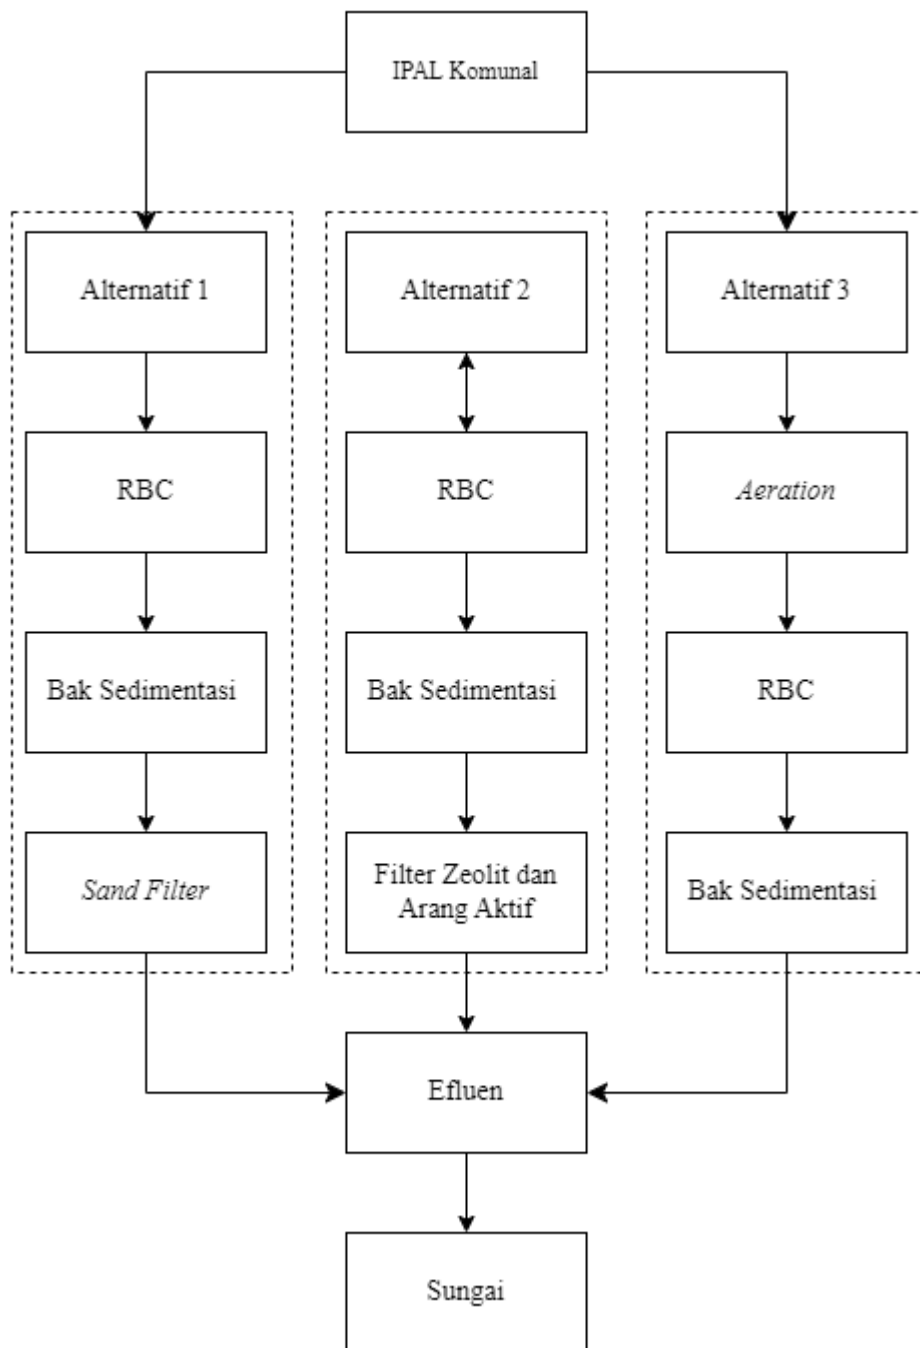 IPAL Komunal
Alternatif 1
Alternatif 2
Alternatif 3
RBC
RBC
Aeration
Bak Sedimentasi
Bak Sedimentasi
RBC
Sand Filter
Filter Zeolit dan
Arang Aktif
Bak Sedimentasi
Efluen
Sungai